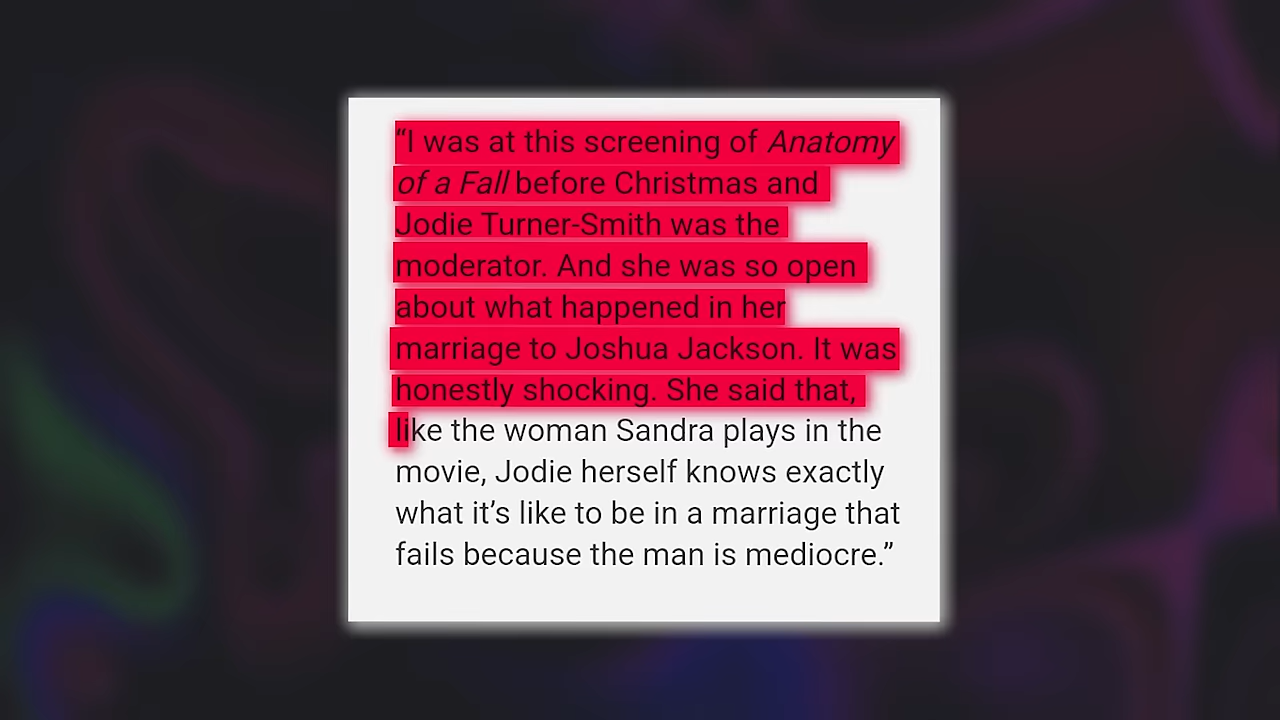 “I was at this screening of Anatomy
of a Fall before Christmas and
Jodie Turner-Smith was the
moderator. And she was so open
about what happened in her
marriage to Joshua Jackson. It was
honestly shocking. She said that,
like the woman Sandra plays in the
movie, Jodie herself knows exactly
what it’s like to be in a marriage that
fails because the man is mediocre.”